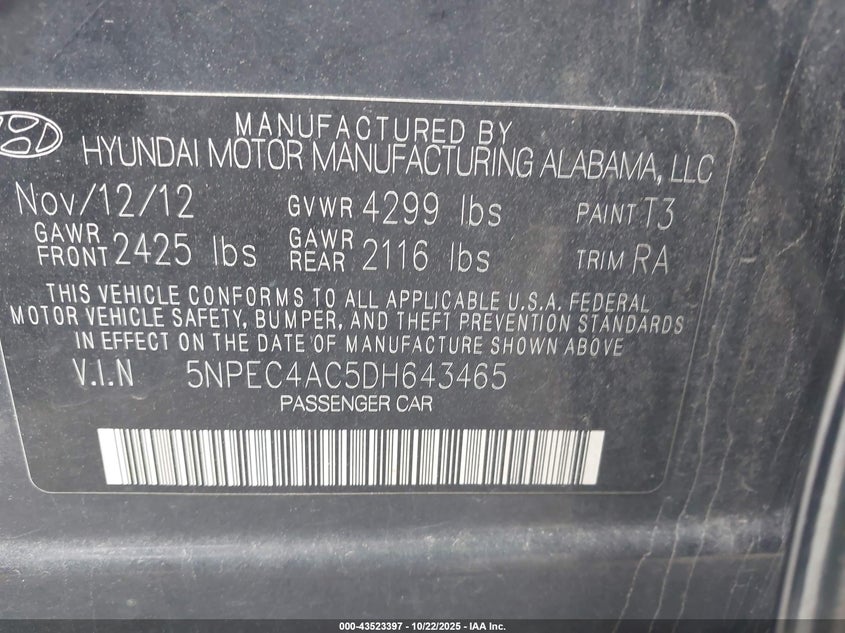 MANUFACTURED BY
HYUNDAI MOTOR MANUFACTURING ALABAMA, LLC
Nov/12/12 GVWR 4299 lbs PAINT T3
GAWR FRONT 2425 lbs GAWR REAR 2116 lbs TRIM RA
THIS VEHICLE CONFORMS TO ALL APPLICABLE U.S.A. FEDERAL
MOTOR VEHICLE SAFETY, BUMPER, AND THEFT PREVENTION STANDARDS
IN EFFECT ON THE DATE OF MANUFACTURE SHOWN ABOVE
V.I.N 5NPEC4AC5DH643465
PASSENGER CAR
000-43523397 - 10/22/2025 - IAA Inc.